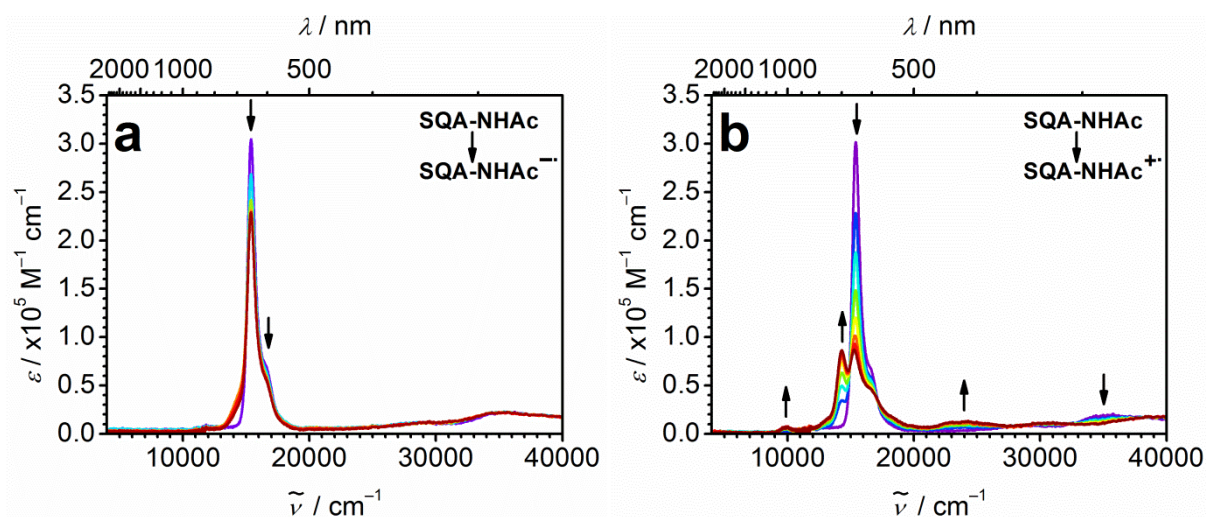 λ / nm
2000 1000 500
3.5
3.0
2.5
2.0
1.5
1.0
0.5
0.0
ε / x10⁵ M⁻¹ cm⁻¹
a
SQA-NHAc
SQA-NHAc⁻·
10000 20000 30000 40000
ν̃ / cm⁻¹
λ / nm
2000 1000 500
3.5
3.0
2.5
2.0
1.5
1.0
0.5
0.0
ε / x10⁵ M⁻¹ cm⁻¹
b
SQA-NHAc
SQA-NHAc⁺·
10000 20000 30000 40000
ν̃ / cm⁻¹